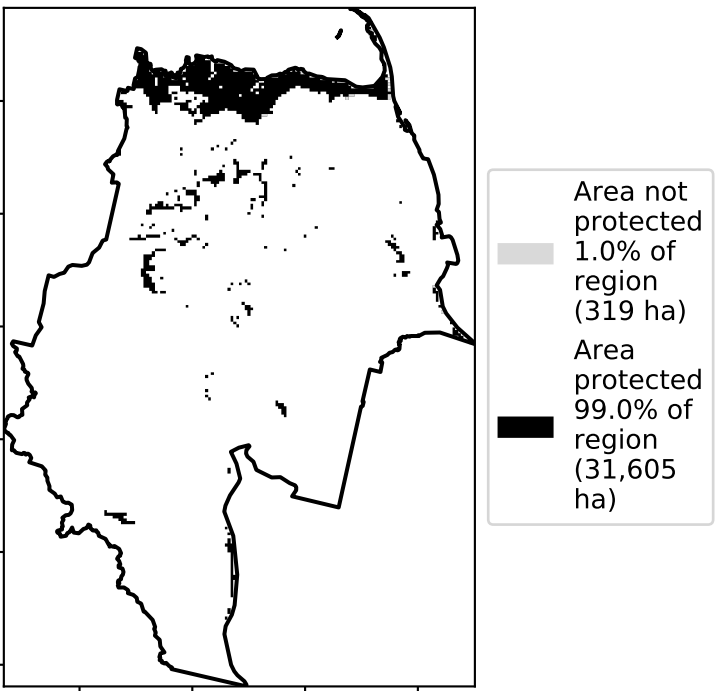 Area not
protected
1.0% of
region
(319 ha)
Area
protected
99.0% of
region
(31,605
ha)